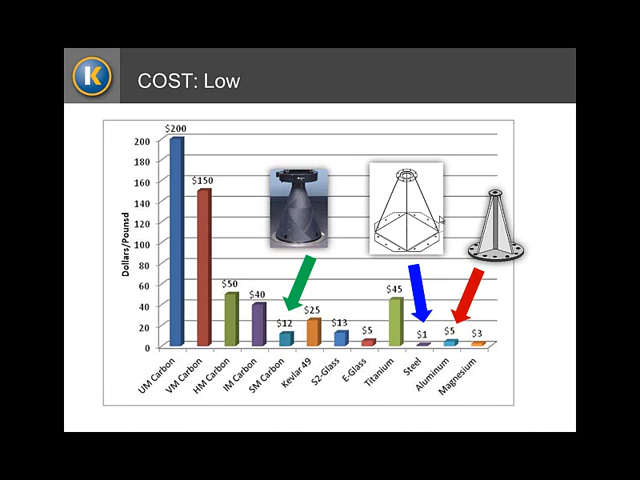 K
COST: Low
Dollars/Pounsd
200
180
160
140
120
100
80
60
40
20
0
$200
$150
$50
$40
$12
$25
$13
$5
$45
$1
$5
$3
UM Carbon
VM Carbon
HM Carbon
IM Carbon
SM Carbon
Kevlar 49
S2-Glass
E-Glass
Titanium
Steel
Aluminum
Magnesium